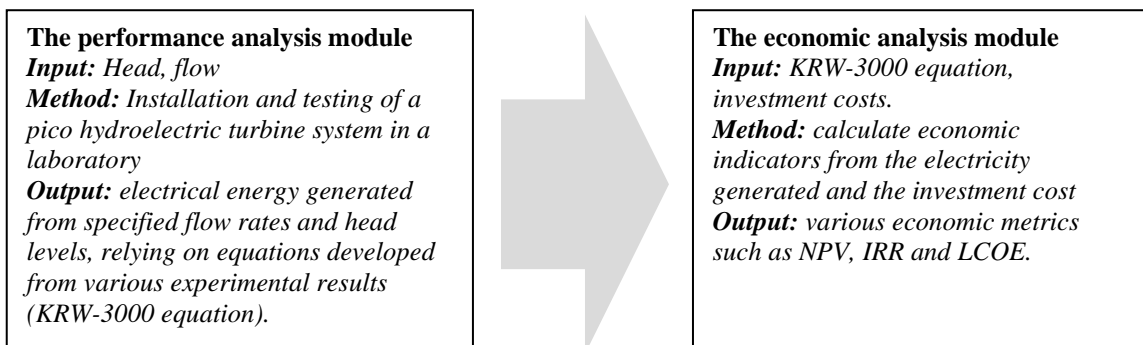 The performance analysis module
Input: Head, flow
Method: Installation and testing of a
pico hydroelectric turbine system in a
laboratory
Output: electrical energy generated
from specified flow rates and head
levels, relying on equations developed
from various experimental results
(KRW-3000 equation).
The economic analysis module
Input: KRW-3000 equation,
investment costs.
Method: calculate economic
indicators from the electricity
generated and the investment cost
Output: various economic metrics
such as NPV, IRR and LCOE.